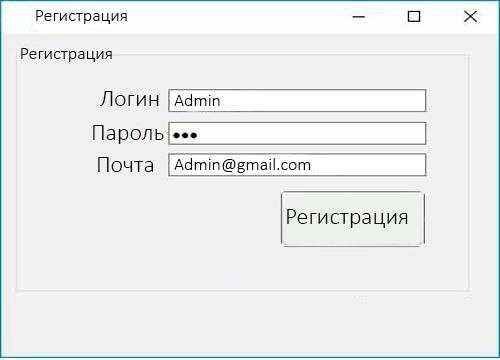 Регистрация
Регистрация
Логин Admin
Пароль •••
Почта Admin@gmail.com
Регистрация